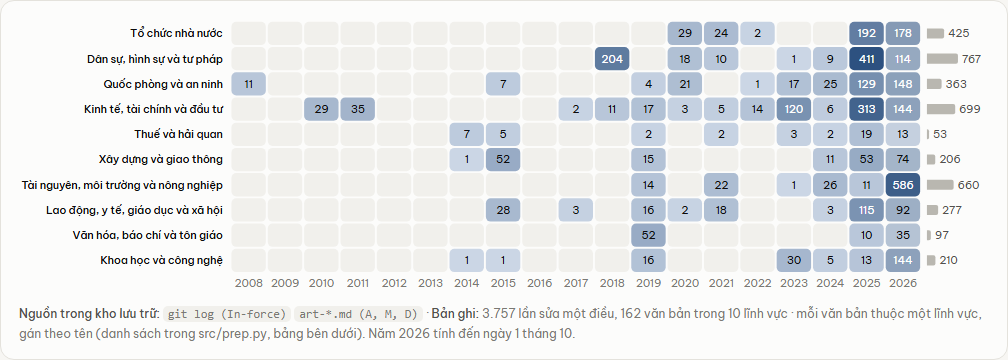 Tổ chức nhà nước 29 24 2 192 178 425
Dân sự, hình sự và tư pháp 204 18 10 1 9 411 114 767
Quốc phòng và an ninh 11 7 4 21 1 17 25 129 148 363
Kinh tế, tài chính và đầu tư 29 35 2 11 17 3 5 14 120 6 313 144 699
Thuế và hải quan 7 5 2 2 3 2 19 13 53
Xây dựng và giao thông 1 52 15 11 53 74 206
Tài nguyên, môi trường và nông nghiệp 14 22 1 26 11 586 660
Lao động, y tế, giáo dục và xã hội 28 3 16 2 18 3 115 92 277
Văn hóa, báo chí và tôn giáo 52 10 35 97
Khoa học và công nghệ 1 1 16 30 5 13 144 210
2008 2009 2010 2011 2012 2013 2014 2015 2016 2017 2018 2019 2020 2021 2022 2023 2024 2025 2026
Nguồn trong kho lưu trữ: git log (In-force) art-*.md (A, M, D) · Bản ghi: 3.757 lần sửa một điều, 162 văn bản trong 10 lĩnh vực · mỗi văn bản thuộc một lĩnh vực,
gán theo tên (danh sách trong src/prep.py, bảng bên dưới). Năm 2026 tính đến ngày 1 tháng 10.